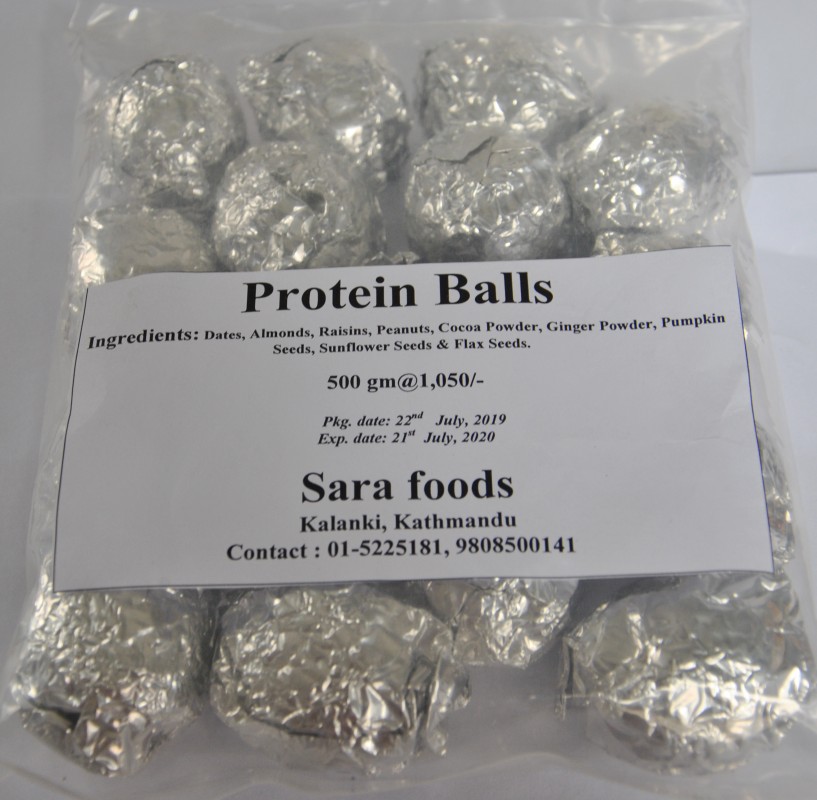 Protein Balls
Ingredients: Dates, Almonds, Raisins, Peanuts, Cocoa Powder, Ginger Powder, Pumpkin
Seeds, Sunflower Seeds & Flax Seeds.
500 gm@1,050/-
Pkg. date: 22nd July, 2019
Exp. date: 21st July, 2020
Sara foods
Kalanki, Kathmandu
Contact : 01-5225181, 9808500141